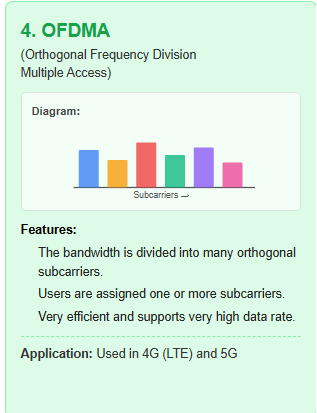 4. OFDMA
(Orthogonal Frequency Division
Multiple Access)
Diagram:
Subcarriers →
Features:
The bandwidth is divided into many orthogonal
subcarriers.
Users are assigned one or more subcarriers.
Very efficient and supports very high data rate.
Application: Used in 4G (LTE) and 5G